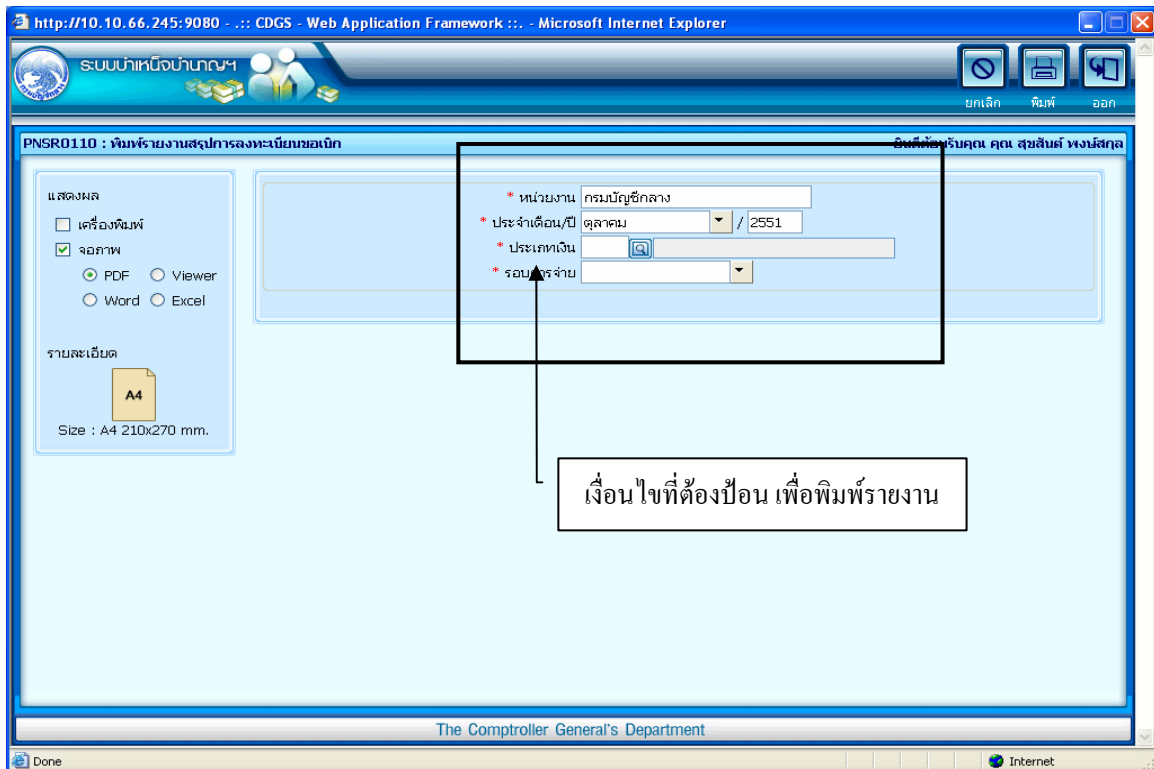 http://10.10.66.245:9080 - .:: CDGS - Web Application Framework ::. - Microsoft Internet Explorer
ระบบบำเหน็จบำนาญฯ
ยกเลิก พิมพ์ ออก
PNSR0110 : พิมพ์รายงานสรุปการลงทะเบียนขอเบิก
ยินดีต้อนรับคุณ คุณ สุขสันต์ พงษ์สกุล
แสดงผล
เครื่องพิมพ์
จอภาพ
PDF Viewer
Word Excel
รายละเอียด
A4
Size : A4 210x270 mm.
* หน่วยงาน กรมบัญชีกลาง
* ประจำเดือน/ปี ตุลาคม / 2551
* ประเภทเงิน
* รอบการจ่าย
เงื่อนไขที่ต้องป้อน เพื่อพิมพ์รายงาน
The Comptroller General's Department
Done
Internet